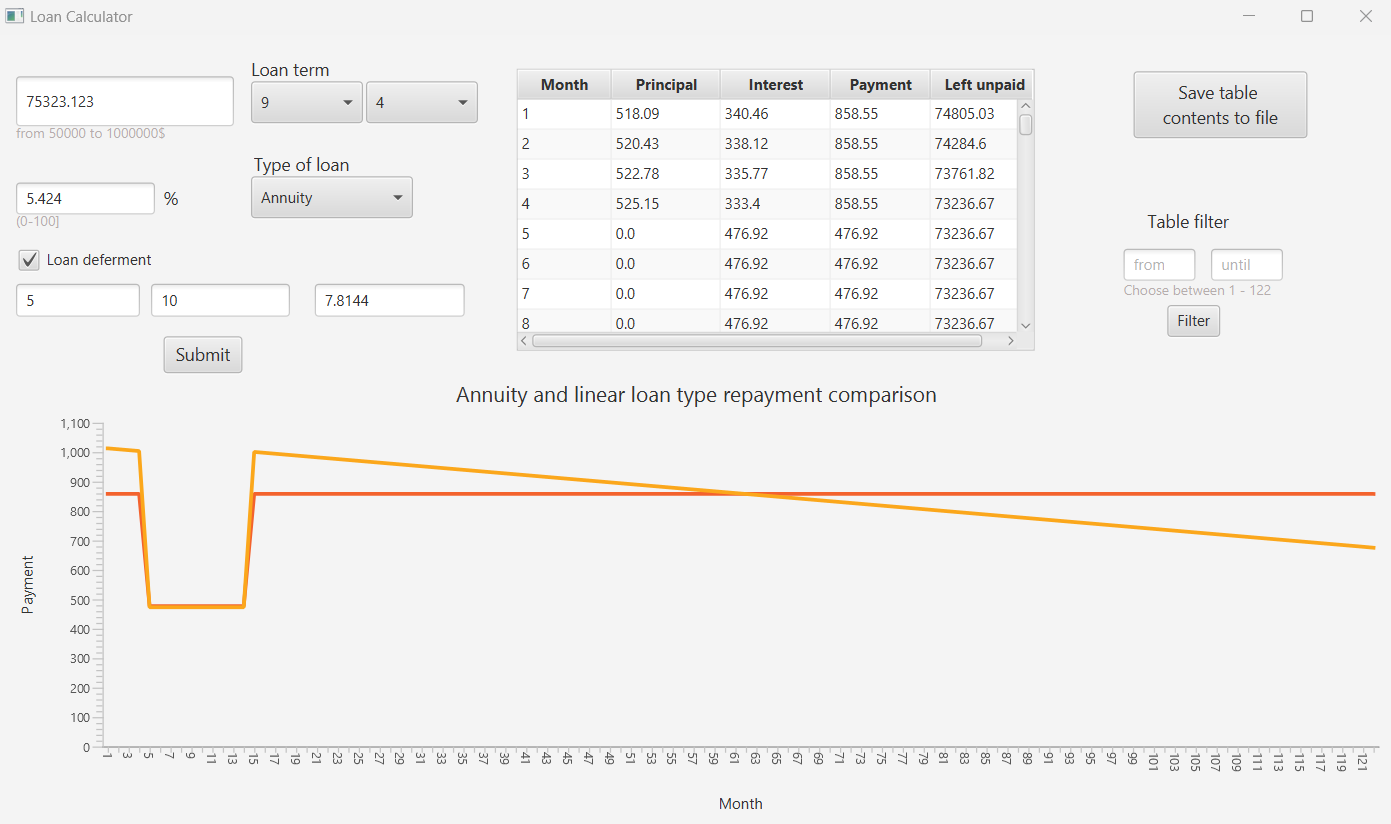 Loan Calculator
75323.123
from 50000 to 1000000$
Loan term
9 4
5.424 %
(0-100]
Type of loan
Annuity
Loan deferment
5 10 7.8144
Submit
Month Principal Interest Payment Left unpaid
1 518.09 340.46 858.55 74805.03
2 520.43 338.12 858.55 74284.6
3 522.78 335.77 858.55 73761.82
4 525.15 333.4 858.55 73236.67
5 0.0 476.92 476.92 73236.67
6 0.0 476.92 476.92 73236.67
7 0.0 476.92 476.92 73236.67
8 0.0 476.92 476.92 73236.67
Save table
contents to file
Table filter
from until
Choose between 1 - 122
Filter
Annuity and linear loan type repayment comparison
1,100
1,000
900
800
700
600
500
400
300
200
100
0
Payment
1 3 5 7 9 11 13 15 17 19 21 23 25 27 29 31 33 35 37 39 41 43 45 47 49 51 53 55 57 59 61 63 65 67 69 71 73 75 77 79 81 83 85 87 89 91 93 95 97 99 101 103 105 107 109 111 113 115 117 119 121
Month